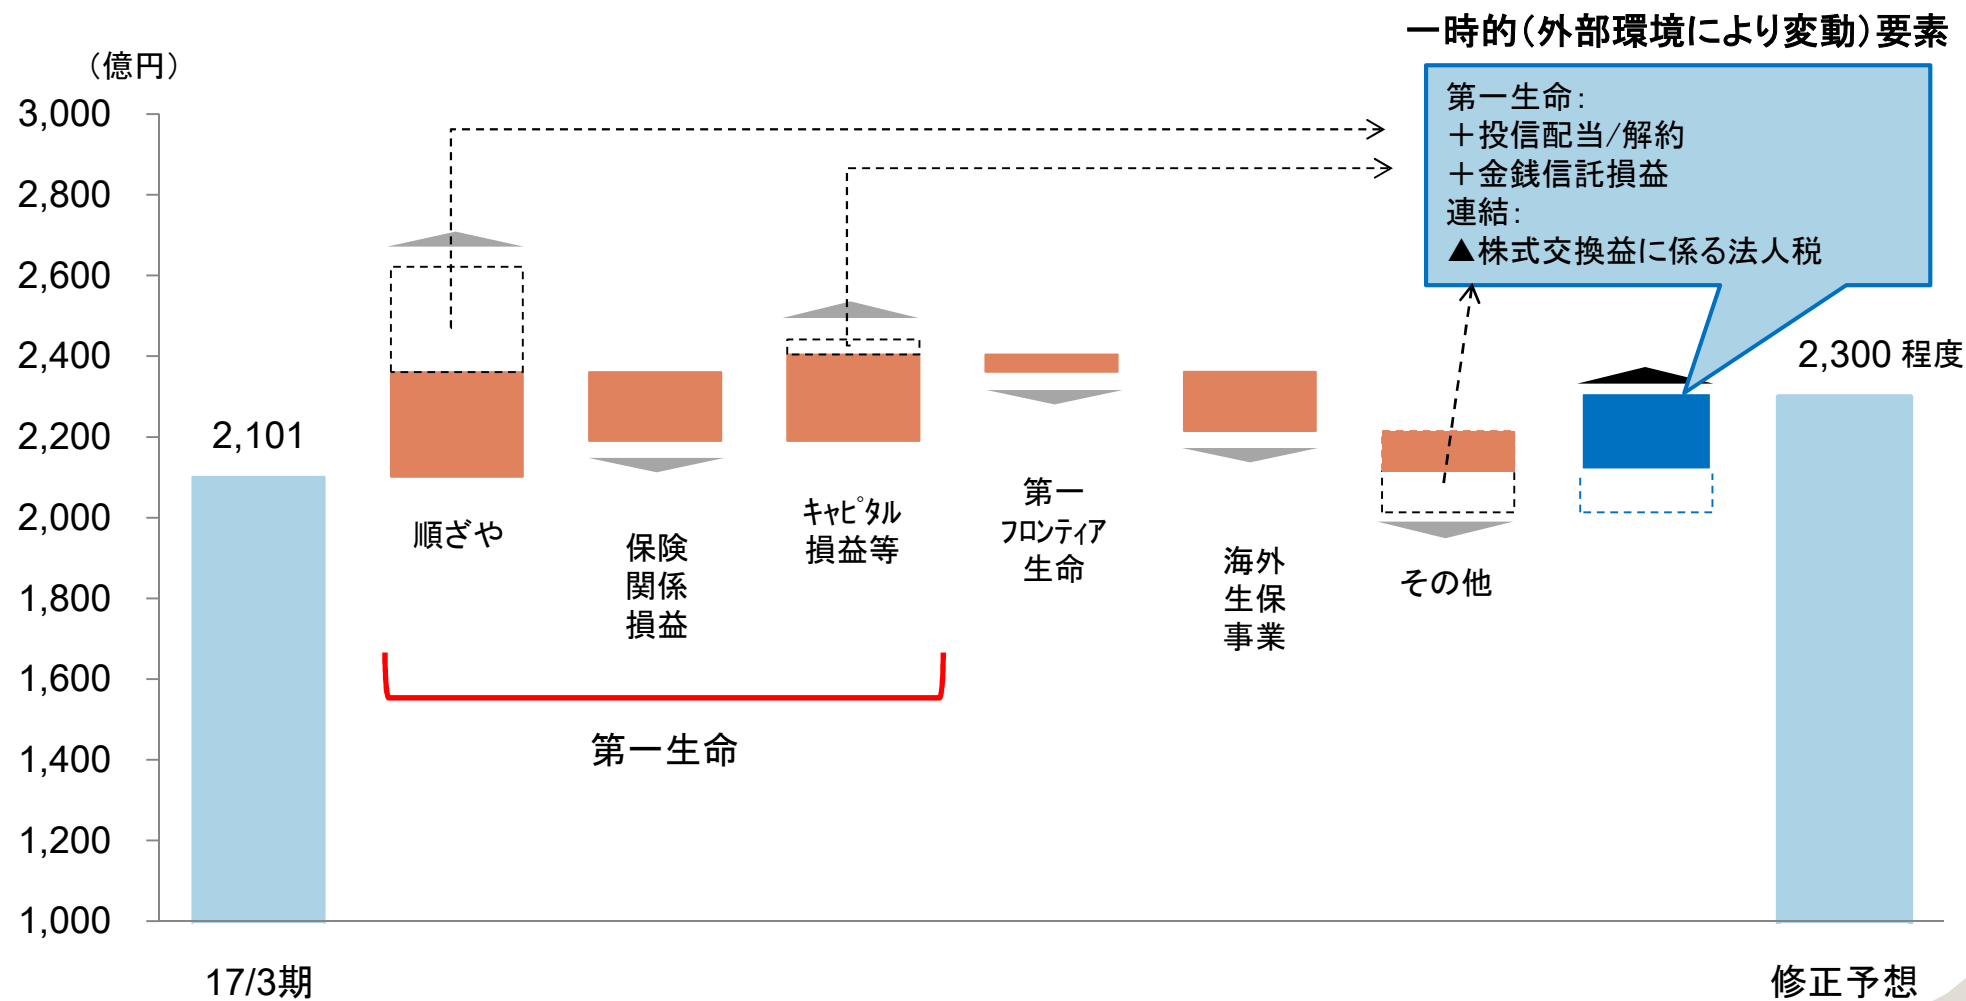 一時的（外部環境により変動）要素
（億円）
第一生命：
＋投信配当/解約
＋金銭信託損益
連結：
▲株式交換益に係る法人税
3,000
2,800
2,600
2,400
2,200
2,000
1,800
1,600
1,400
1,200
1,000
2,101
2,300 程度
順ざや
保険
関係
損益
ｷｬﾋﾟﾀﾙ
損益等
第一
ﾌﾛﾝﾃｨｱ
生命
海外
生保
事業
その他
第一生命
17/3期
修正予想